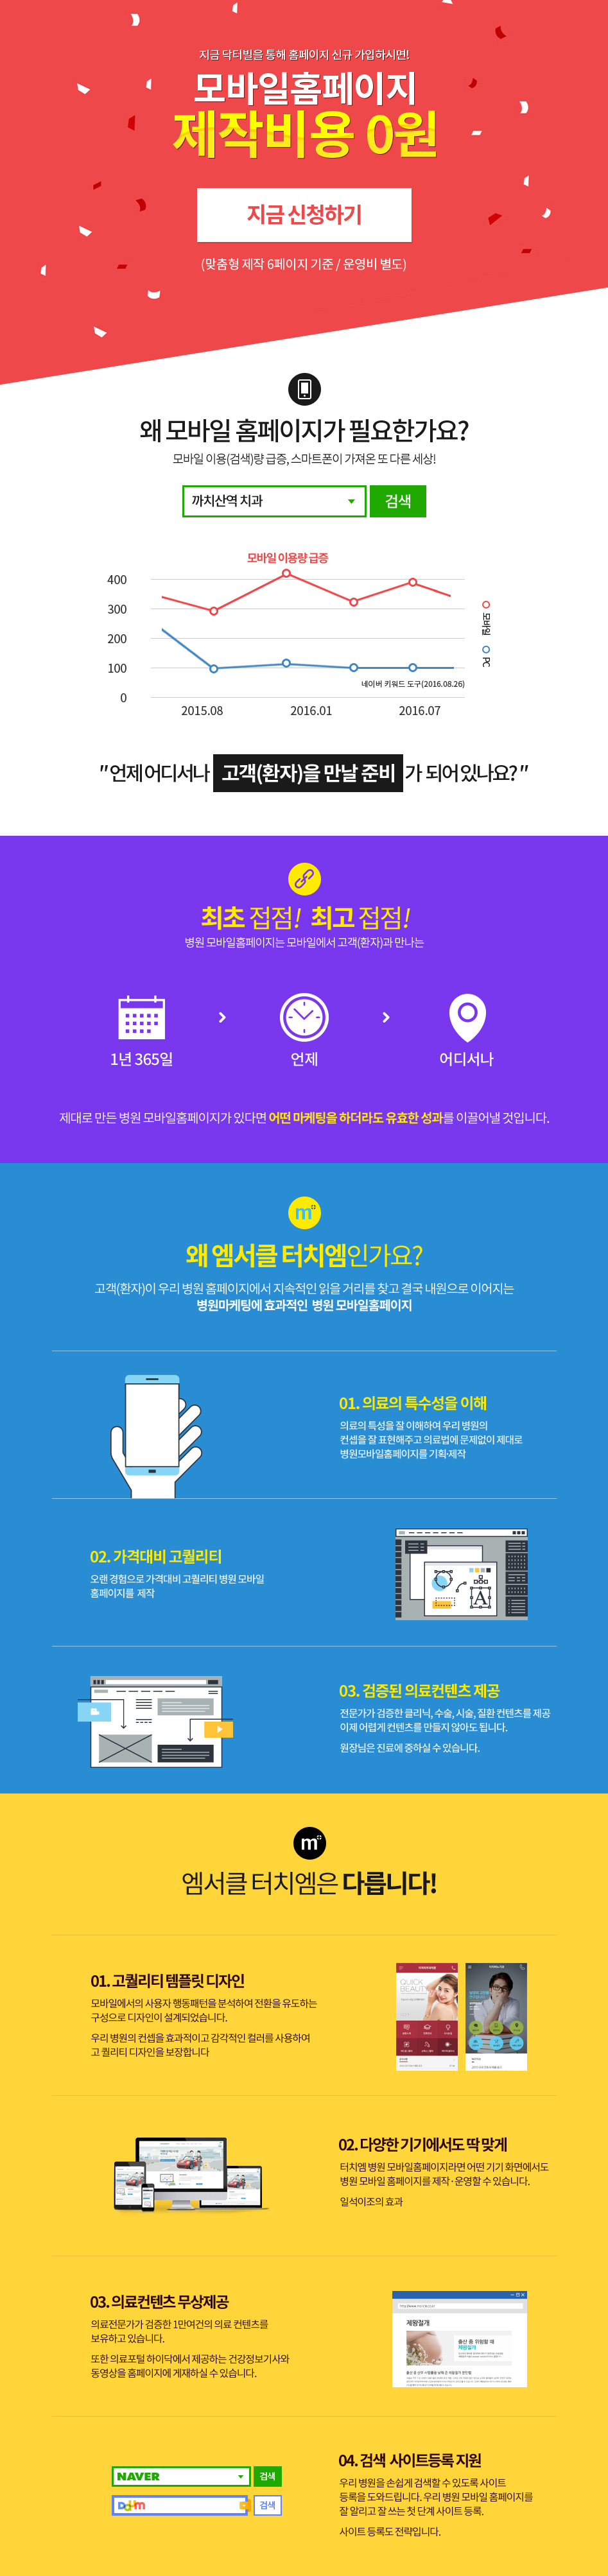 지금 닥터빌을 통해 홈페이지 신규 가입하시면!
모바일홈페이지
제작비용 0원
지금 신청하기
(맞춤형 제작 6페이지 기준 / 운영비 별도)
왜 모바일 홈페이지가 필요한가요?
모바일 이용(검색)량 급증, 스마트폰이 가져온 또 다른 세상!
까치산역 치과
검색
모바일 이용량 급증
400
300
200
100
0
모바일
PC
네이버 키워드 도구(2016.08.26)
2015.08
2016.01
2016.07
"언제 어디서나 고객(환자)을 만날 준비가 되어 있나요?"
최초 접점! 최고 접점!
병원 모바일홈페이지는 모바일에서 고객(환자)과 만나는
1년 365일
언제
어디서나
제대로 만든 병원 모바일홈페이지가 있다면 어떤 마케팅을 하더라도 유효한 성과를 이끌어낼 것입니다.
m
왜 엠서클 터치엠인가요?
고객(환자)이 우리 병원 홈페이지에서 지속적인 읽을 거리를 찾고 결국 내원으로 이어지는
병원마케팅에 효과적인 병원 모바일홈페이지
01. 의료의 특수성을 이해
의료의 특성을 잘 이해하여 우리 병원의
컨셉을 잘 표현해주고 의료법에 문제없이 제대로
병원모바일홈페이지를 기획·제작
02. 가격대비 고퀄리티
오랜 경험으로 가격대비 고퀄리티 병원 모바일
홈페이지를 제작
A
03. 검증된 의료컨텐츠 제공
전문가가 검증한 클리닉, 수술, 시술, 질환 컨텐츠를 제공
이제 어렵게 컨텐츠를 만들지 않아도 됩니다.
원장님은 진료에 중하실 수 있습니다.
m
엠서클 터치엠은 다릅니다!
01. 고퀄리티 템플릿 디자인
모바일에서의 사용자 행동패턴을 분석하여 전환을 유도하는
구성으로 디자인이 설계되었습니다.
우리 병원의 컨셉을 효과적이고 감각적인 컬러를 사용하여
고 퀄리티 디자인을 보장합니다
QUICK
BEAUTY
02. 다양한 기기에서도 딱 맞게
터치엠 병원 모바일홈페이지라면 어떤 기기 화면에서도
병원 모바일 홈페이지를 제작 · 운영할 수 있습니다.
일석이조의 효과
03. 의료컨텐츠 무상제공
의료전문가가 검증한 1만여건의 의료 컨텐츠를
보유하고 있습니다.
또한 의료포털 하이닥에서 제공하는 건강정보기사와
동영상을 홈페이지에 게재하실 수 있습니다.
제왕절개
출산 중 위험할 때
제왕절개
04. 검색 사이트등록 지원
우리 병원을 손쉽게 검색할 수 있도록 사이트
등록을 도와드립니다. 우리 병원 모바일 홈페이지를
잘 알리고 잘 쓰는 첫 단계 사이트 등록.
사이트 등록도 전략입니다.
NAVER
검색
Daum
검색